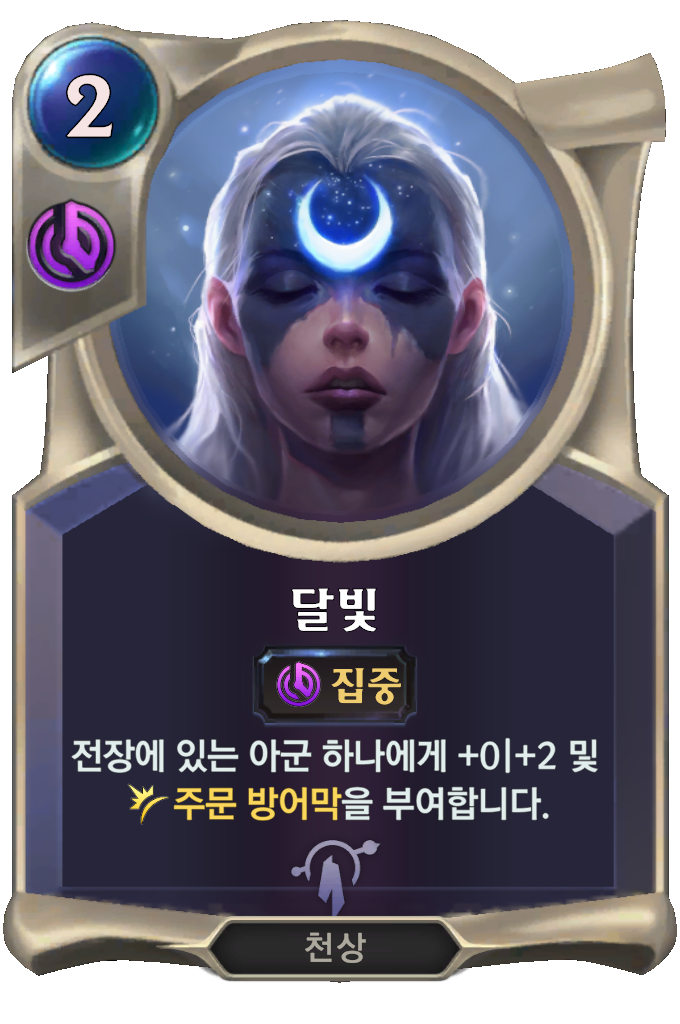 2
달빛
집중
전장에 있는 아군 하나에게 +0|+2 및
주문 방어막을 부여합니다.
천상